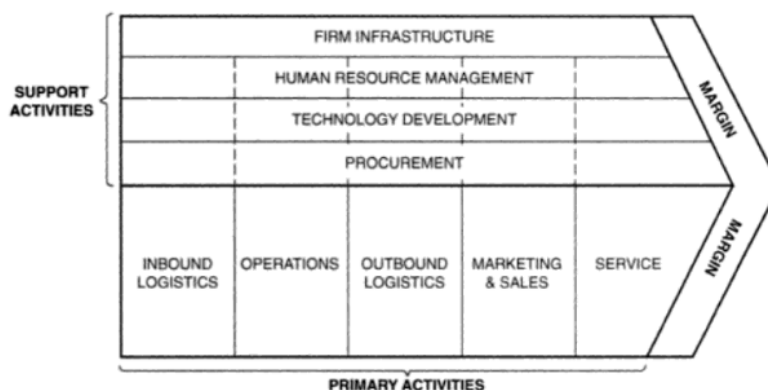 FIRM INFRASTRUCTURE
HUMAN RESOURCE MANAGEMENT
SUPPORT
ACTIVITIES
TECHNOLOGY DEVELOPMENT
PROCUREMENT
MARGIN
MARGIN
INBOUND
LOGISTICS
OPERATIONS
OUTBOUND
LOGISTICS
MARKETING
& SALES
SERVICE
PRIMARY ACTIVITIES